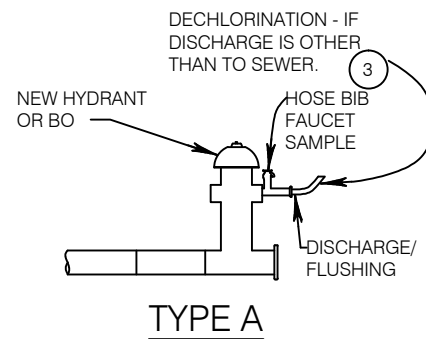 DECHLORINATION - IF
DISCHARGE IS OTHER
THAN TO SEWER.
3
NEW HYDRANT
OR BO
HOSE BIB
FAUCET
SAMPLE
DISCHARGE/
FLUSHING
TYPE A